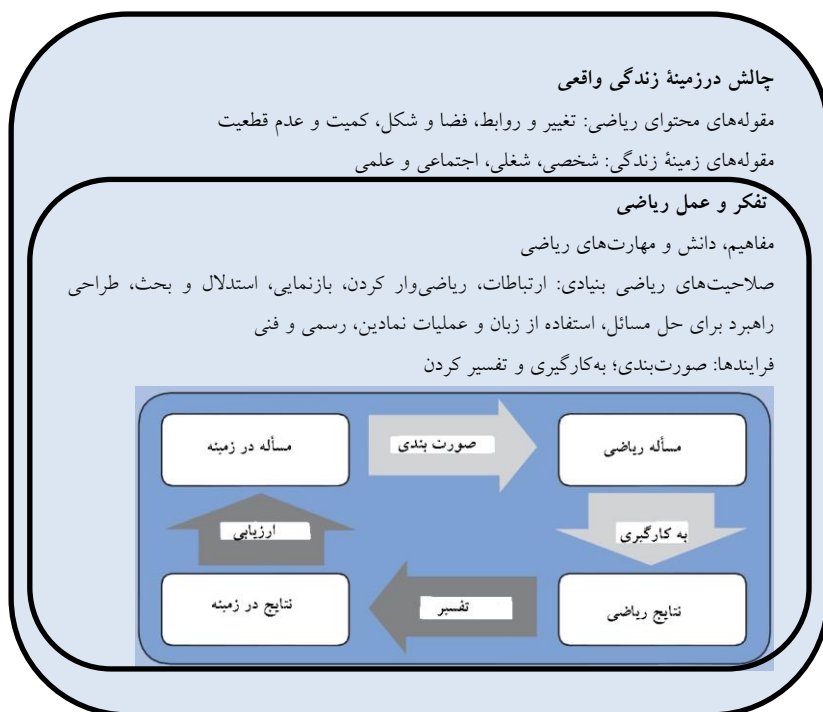 چالش درزمینهٔ زندگی واقعی
مقوله‌های محتوای ریاضی: تغییر و روابط، فضا و شکل، کمیت و عدم قطعیت
مقوله‌های زمینهٔ زندگی: شخصی، شغلی، اجتماعی و علمی
تفکر و عمل ریاضی
مفاهیم، دانش و مهارت‌های ریاضی
صلاحیت‌های ریاضی بنیادی: ارتباطات، ریاضی‌وار کردن، بازنمایی، استدلال و بحث، طراحی
راهبرد برای حل مسائل، استفاده از زبان و عملیات نمادین، رسمی و فنی
فرایندها: صورت‌بندی؛ به‌کارگیری و تفسیر کردن
مسأله ریاضی
صورت بندی
مسأله در زمینه
به کارگیری
ارزیابی
نتایج ریاضی
تفسیر
نتایج در زمینه